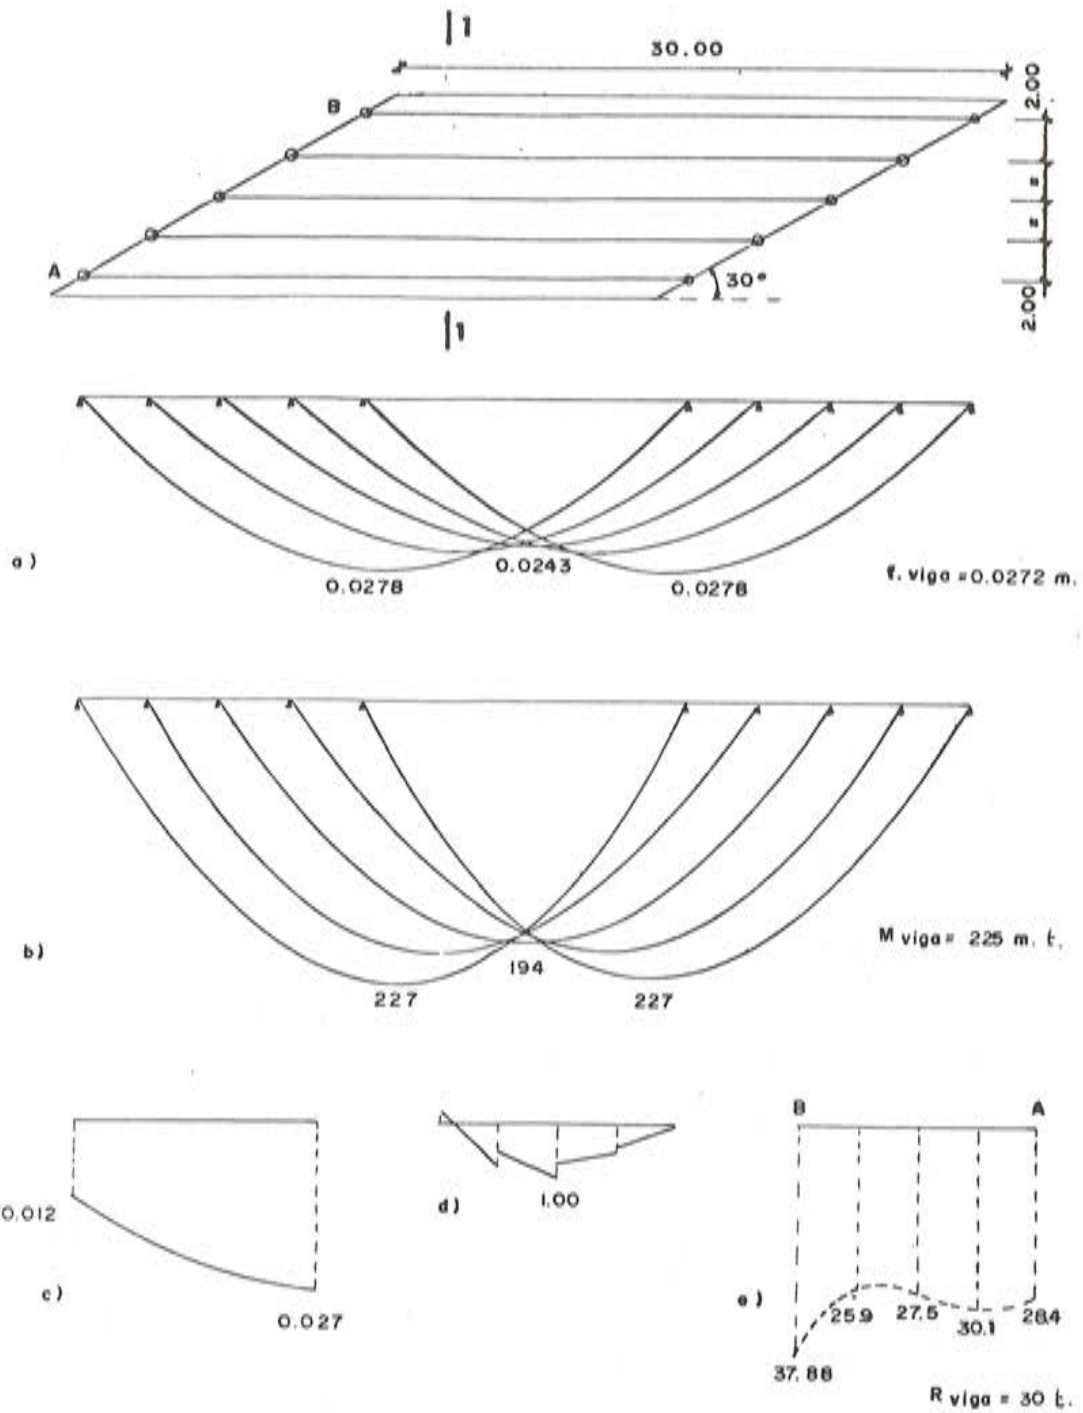 1
30.00
2.00
B
=
=
A
30°
2.00
1
a)
0.0278
0.0243
0.0278
f. viga = 0.0272 m.
b)
227
194
227
M viga = 225 m. t.
0.012
c)
0.027
d)
1.00
B
A
e)
25.9
27.5
30.1
28.4
37.88
R viga = 30 t.